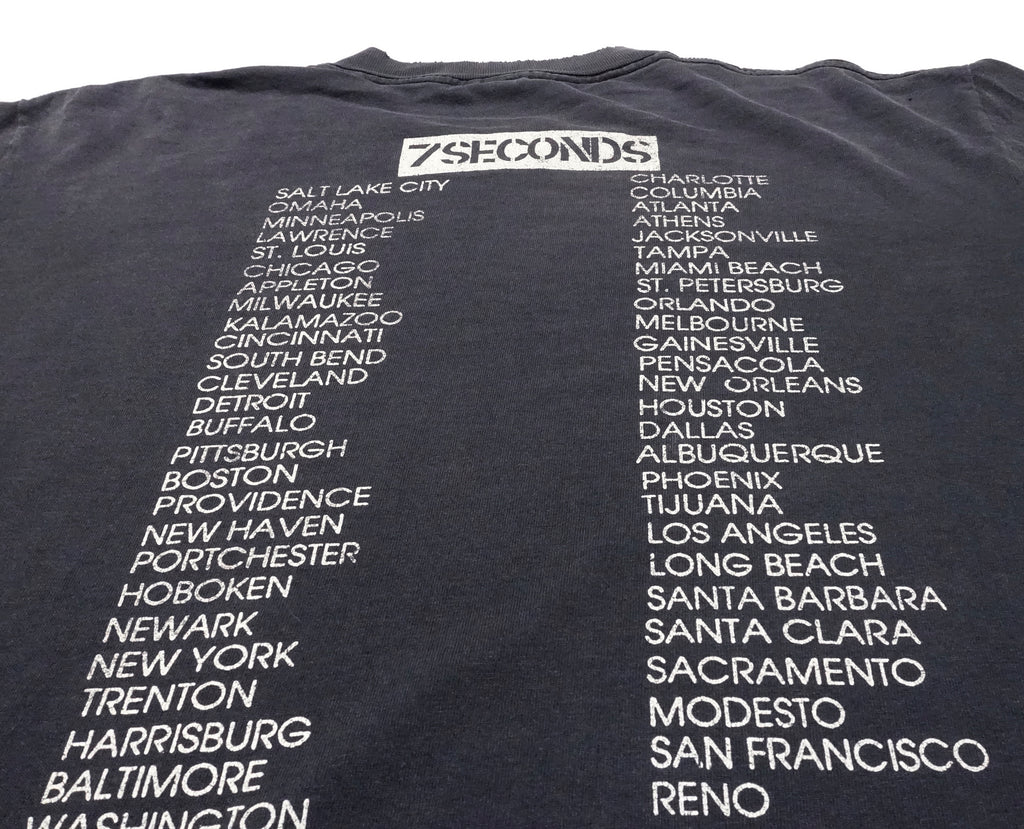 7SECONDS
SALT LAKE CITY
OMAHA
MINNEAPOLIS
LAWRENCE
ST. LOUIS
CHICAGO
APPLETON
MILWAUKEE
KALAMAZOO
CINCINNATI
SOUTH BEND
CLEVELAND
DETROIT
BUFFALO
PITTSBURGH
BOSTON
PROVIDENCE
NEW HAVEN
PORTCHESTER
HOBOKEN
NEWARK
NEW YORK
TRENTON
HARRISBURG
BALTIMORE
WASHINGTON
CHARLOTTE
COLUMBIA
ATLANTA
ATHENS
JACKSONVILLE
TAMPA
MIAMI BEACH
ST. PETERSBURG
ORLANDO
MELBOURNE
GAINESVILLE
PENSACOLA
NEW ORLEANS
HOUSTON
DALLAS
ALBUQUERQUE
PHOENIX
TIJUANA
LOS ANGELES
LONG BEACH
SANTA BARBARA
SANTA CLARA
SACRAMENTO
MODESTO
SAN FRANCISCO
RENO